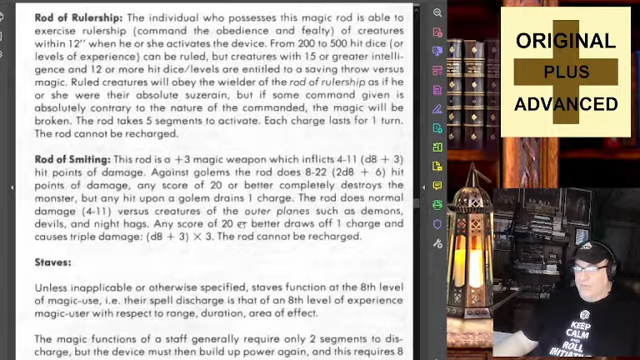 Rod of Rulership: The individual who possesses this magic rod is able to
exercise rulership (command the obedience and fealty) of creatures
within 12" when he or she activates the device. From 200 to 500 hit dice (or
levels of experience) can be ruled, but creatures with 15 or greater intelli-
gence and 12 or more hit dice/levels are entitled to a saving throw versus
magic. Ruled creatures will obey the wielder of the rod of rulership as if he
or she were their absolute suzerain, but if some command given is
absolutely contrary to the nature of the commanded, the magic will be
broken. The rod takes 5 segments to activate. Each charge lasts for 1 turn.
The rod cannot be recharged.
Rod of Smiting: This rod is a +3 magic weapon which inflicts 4-11 (d8 + 3)
hit points of damage. Against golems the rod does 8-22 (2d8 + 6) hit
points of damage, any score of 20 or better completely destroys the
monster, but any hit upon a golem drains 1 charge. The rod does normal
damage (4-11) versus creatures of the outer planes such as demons,
devils, and night hags. Any score of 20 or better draws off 1 charge and
causes triple damage: (d8 + 3) × 3. The rod cannot be recharged.
Staves:
Unless inapplicable or otherwise specified, staves function at the 8th level
of magic-use, i.e. their spell discharge is that of an 8th level of experience
magic-user with respect to range, duration, area of effect.
The magic functions of a staff generally require only 2 segments to dis-
charge, but the device must then build up power again, and this requires 8
ORIGINAL
PLUS
ADVANCED
KEEP
CALM
ROLL
INITIATIVE